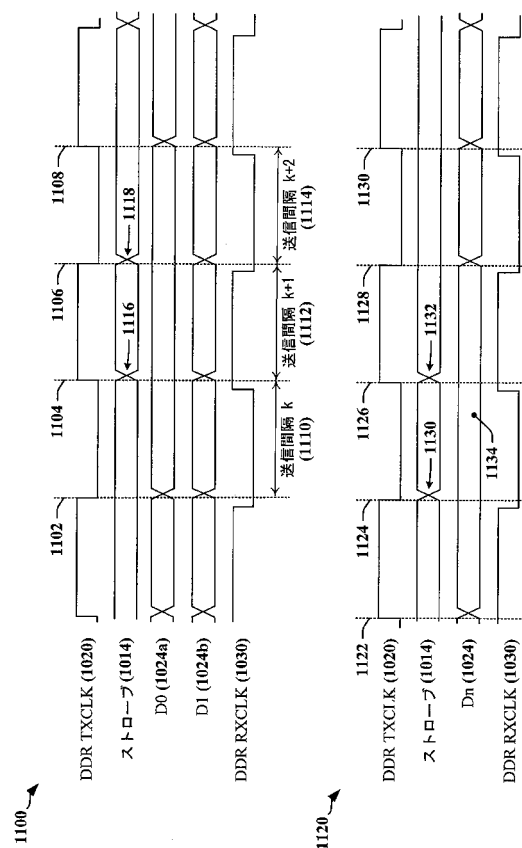 1100
1102
1104
1106
1108
DDR TXCLK (1020)
ストローブ (1014)
1116
1118
D0 (1024a)
D1 (1024b)
DDR RXCLK (1030)
送信間隔 k
(1110)
送信間隔 k+1
(1112)
送信間隔 k+2
(1114)
1120
1122
1124
1126
1128
1130
DDR TXCLK (1020)
ストローブ (1014)
1130
1132
Dn (1024)
1134
DDR RXCLK (1030)